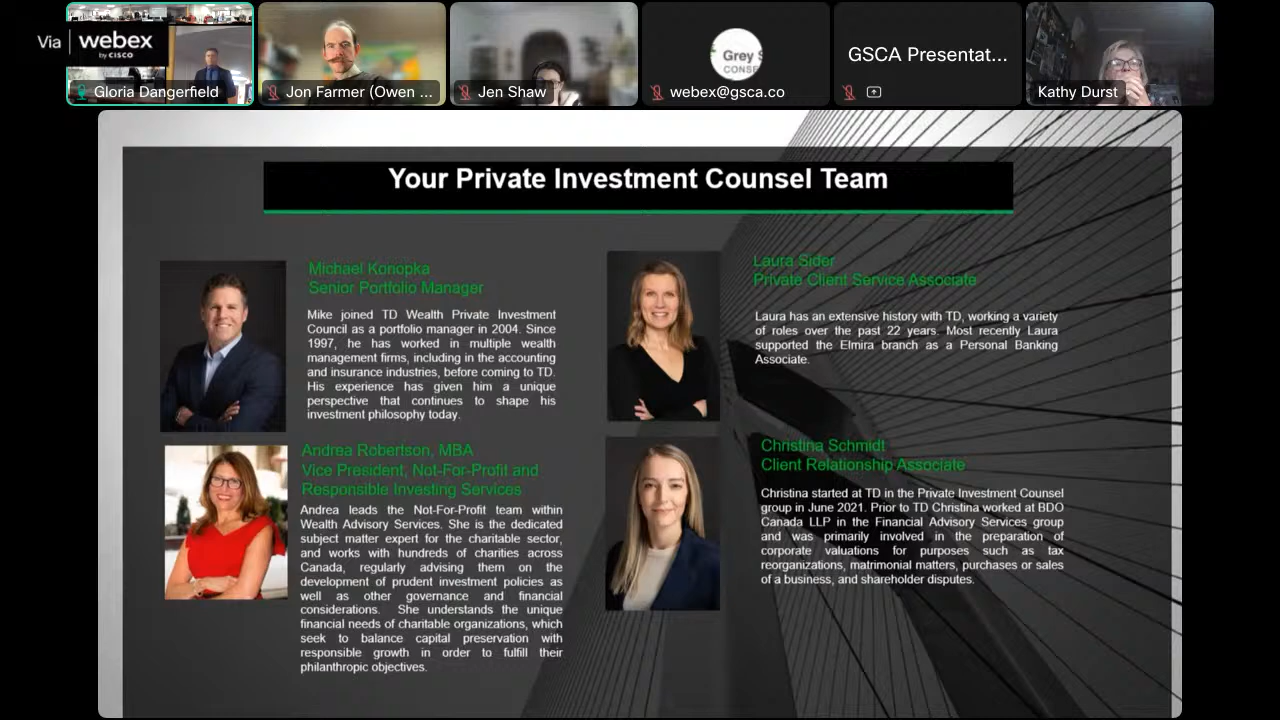 Via webex
by CISCO
Gloria Dangerfield
Jon Farmer (Owen ...
Jen Shaw
Grey S
CONSE
webex@gsca.co
GSCA Presentat...
Kathy Durst
Your Private Investment Counsel Team
Michael Konopka
Senior Portfolio Manager
Mike joined TD Wealth Private Investment
Council as a portfolio manager in 2004. Since
1997, he has worked in multiple wealth
management firms, including in the accounting
and insurance industries, before coming to TD.
His experience has given him a unique
perspective that continues to shape his
investment philosophy today.
Laura Sider
Private Client Service Associate
Laura has an extensive history with TD, working a variety
of roles over the past 22 years. Most recently Laura
supported the Elmira branch as a Personal Banking
Associate.
Andrea Robertson, MBA
Vice President, Not-For-Profit and
Responsible Investing Services
Andrea leads the Not-For-Profit team within
Wealth Advisory Services. She is the dedicated
subject matter expert for the charitable sector,
and works with hundreds of charities across
Canada, regularly advising them on the
development of prudent investment policies as
well as other governance and financial
considerations. She understands the unique
financial needs of charitable organizations, which
seek to balance capital preservation with
responsible growth in order to fulfill their
philanthropic objectives.
Christina Schmidt
Client Relationship Associate
Christina started at TD in the Private Investment Counsel
group in June 2021. Prior to TD Christina worked at BDO
Canada LLP in the Financial Advisory Services group
and was primarily involved in the preparation of
corporate valuations for purposes such as tax
reorganizations, matrimonial matters, purchases or sales
of a business, and shareholder disputes.